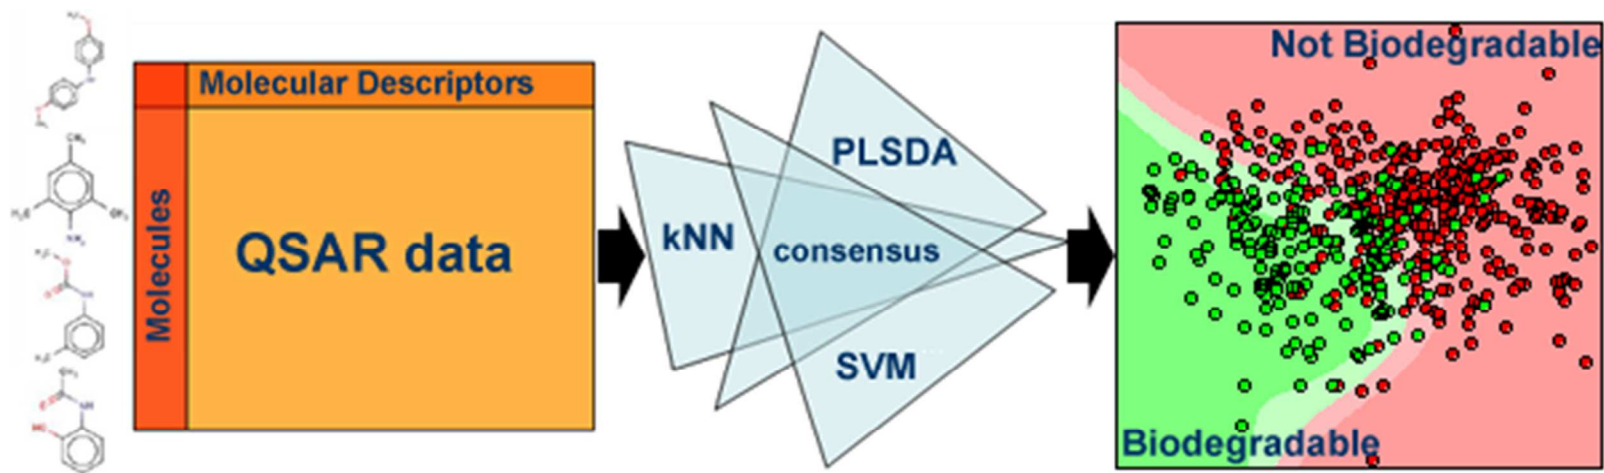 Molecular Descriptors
Molecules
QSAR data
kNN
PLSDA
consensus
SVM
Not Biodegradable
Biodegradable